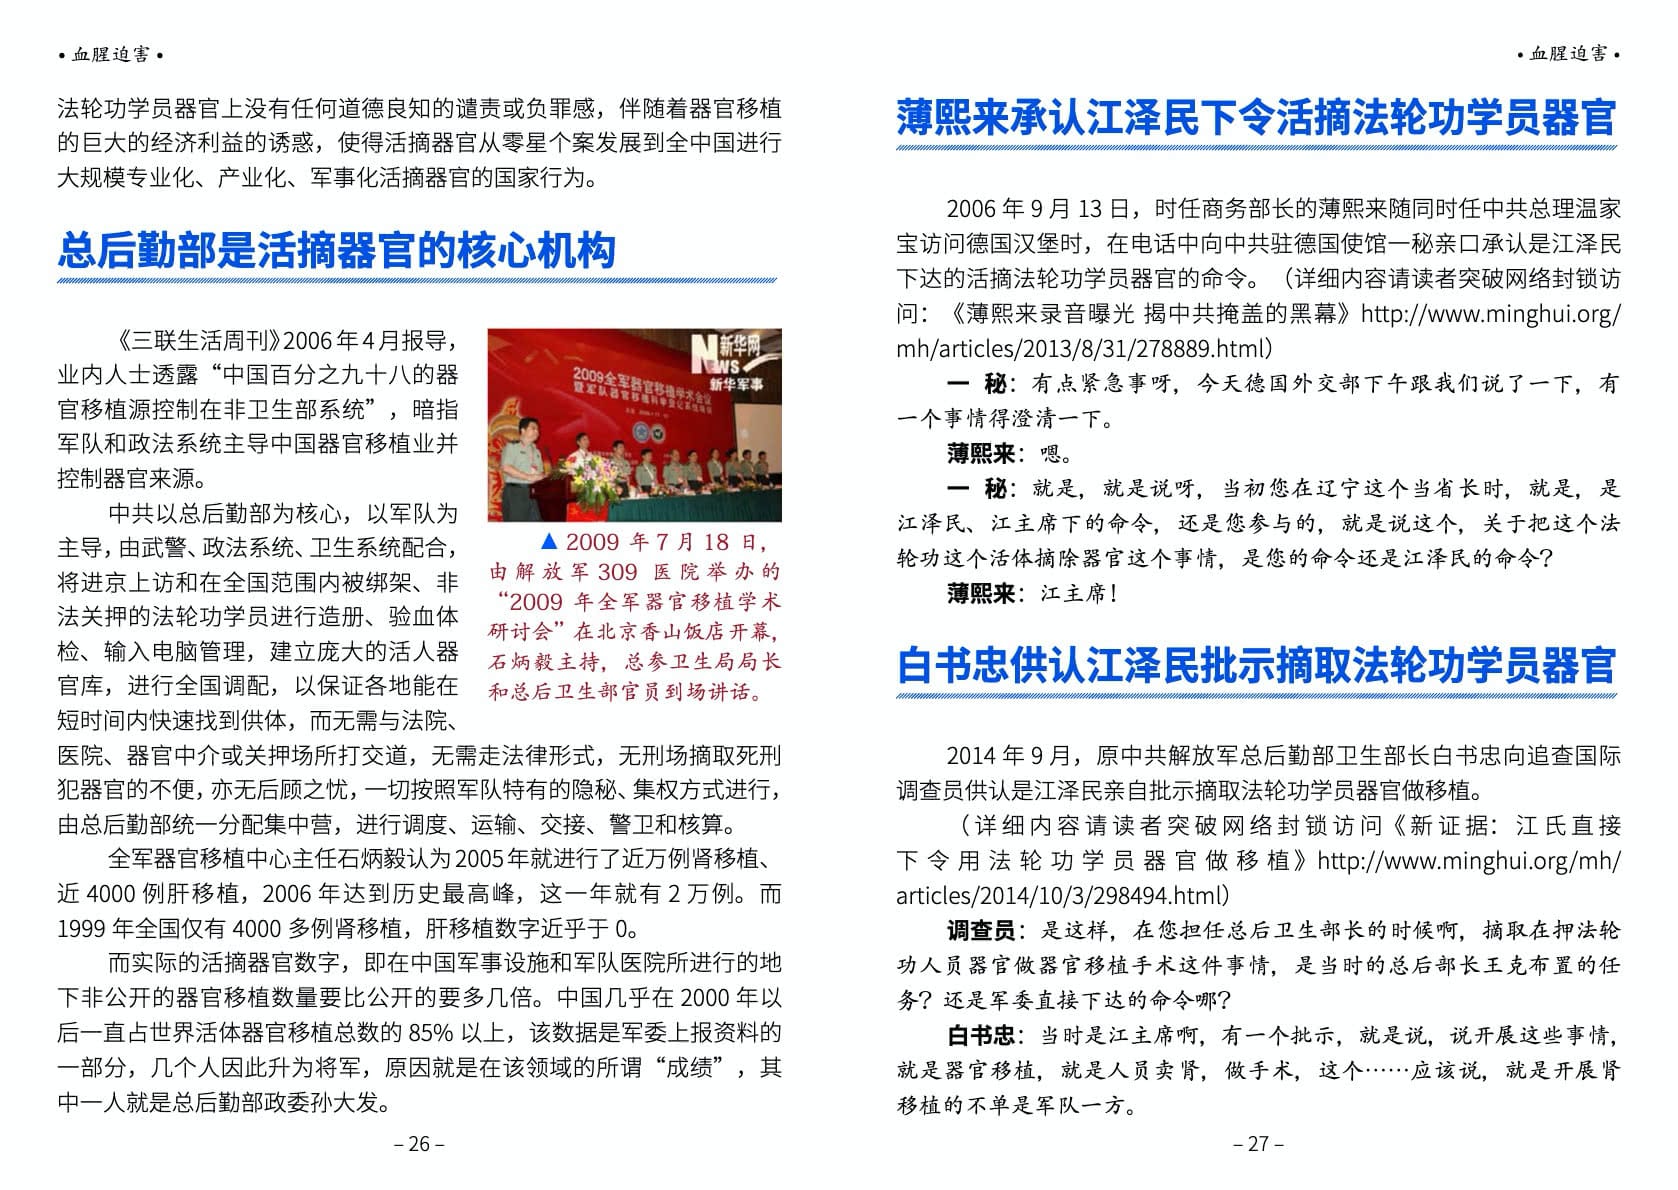 • 血腥迫害 •
法轮功学员器官上没有任何道德良知的谴责或负罪感，伴随着器官移植
的巨大的经济利益的诱惑，使得活摘器官从零星个案发展到全中国进行
大规模专业化、产业化、军事化活摘器官的国家行为。
总后勤部是活摘器官的核心机构
《三联生活周刊》2006 年 4 月报导，
业内人士透露“中国百分之九十八的器
官移植源控制在非卫生部系统”，暗指
军队和政法系统主导中国器官移植业并
控制器官来源。
中共以总后勤部为核心，以军队为
主导，由武警、政法系统、卫生系统配合，
将进京上访和在全国范围内被绑架、非
法关押的法轮功学员进行造册、验血体
检、输入电脑管理，建立庞大的活人器
官库，进行全国调配，以保证各地能在
短时间内快速找到供体，而无需与法院、
医院、器官中介或关押场所打交道，无需走法律形式，无刑场摘取死刑
犯器官的不便，亦无后顾之忧，一切按照军队特有的隐秘、集权方式进行，
由总后勤部统一分配集中营，进行调度、运输、交接、警卫和核算。
新华网
NEWS
新华军事
2009全军器官移植学术会议
暨军队器官移植科学登记系统培训
▲ 2009 年 7 月 18 日，
由解放军 309 医院举办的
“2009 年全军器官移植学术
研讨会”在北京香山饭店开幕，
石炳毅主持，总参卫生局局长
和总后卫生部官员到场讲话。
全军器官移植中心主任石炳毅认为 2005 年就进行了近万例肾移植、
近 4000 例肝移植，2006 年达到历史最高峰，这一年就有 2 万例。而
1999 年全国仅有 4000 多例肾移植，肝移植数字近乎于 0。
而实际的活摘器官数字，即在中国军事设施和军队医院所进行的地
下非公开的器官移植数量要比公开的要多几倍。中国几乎在 2000 年以
后一直占世界活体器官移植总数的 85% 以上，该数据是军委上报资料的
一部分，几个人因此升为将军，原因就是在该领域的所谓“成绩”，其
中一人就是总后勤部政委孙大发。
– 26 –
• 血腥迫害 •
薄熙来承认江泽民下令活摘法轮功学员器官
2006 年 9 月 13 日，时任商务部长的薄熙来随同时任中共总理温家
宝访问德国汉堡时，在电话中向中共驻德国使馆一秘亲口承认是江泽民
下达的活摘法轮功学员器官的命令。（详细内容请读者突破网络封锁访
问：《薄熙来录音曝光 揭中共掩盖的黑幕》http://www.minghui.org/
mh/articles/2013/8/31/278889.html）
一 秘：有点紧急事呀，今天德国外交部下午跟我们说了一下，有
一个事情得澄清一下。
薄熙来：嗯。
一 秘：就是，就是说呀，当初您在辽宁这个当省长时，就是，是
江泽民、江主席下的命令，还是您参与的，就是说这个，关于把这个法
轮功这个活体摘除器官这个事情，是您的命令还是江泽民的命令？
薄熙来：江主席！
白书忠供认江泽民批示摘取法轮功学员器官
2014 年 9 月，原中共解放军总后勤部卫生部长白书忠向追查国际
调查员供认是江泽民亲自批示摘取法轮功学员器官做移植。
（详细内容请读者突破网络封锁访问《新证据：江氏直接
下令用法轮功学员器官做移植》http://www.minghui.org/mh/
articles/2014/10/3/298494.html）
调查员：是这样，在您担任总后卫生部长的时候啊，摘取在押法轮
功人员器官做器官移植手术这件事情，是当时的总后部长王克布置的任
务？还是军委直接下达的命令哪？
白书忠：当时是江主席啊，有一个批示，就是说，说开展这些事情，
就是器官移植，就是人员卖肾，做手术，这个……应该说，就是开展肾
移植的不单是军队一方。
– 27 –